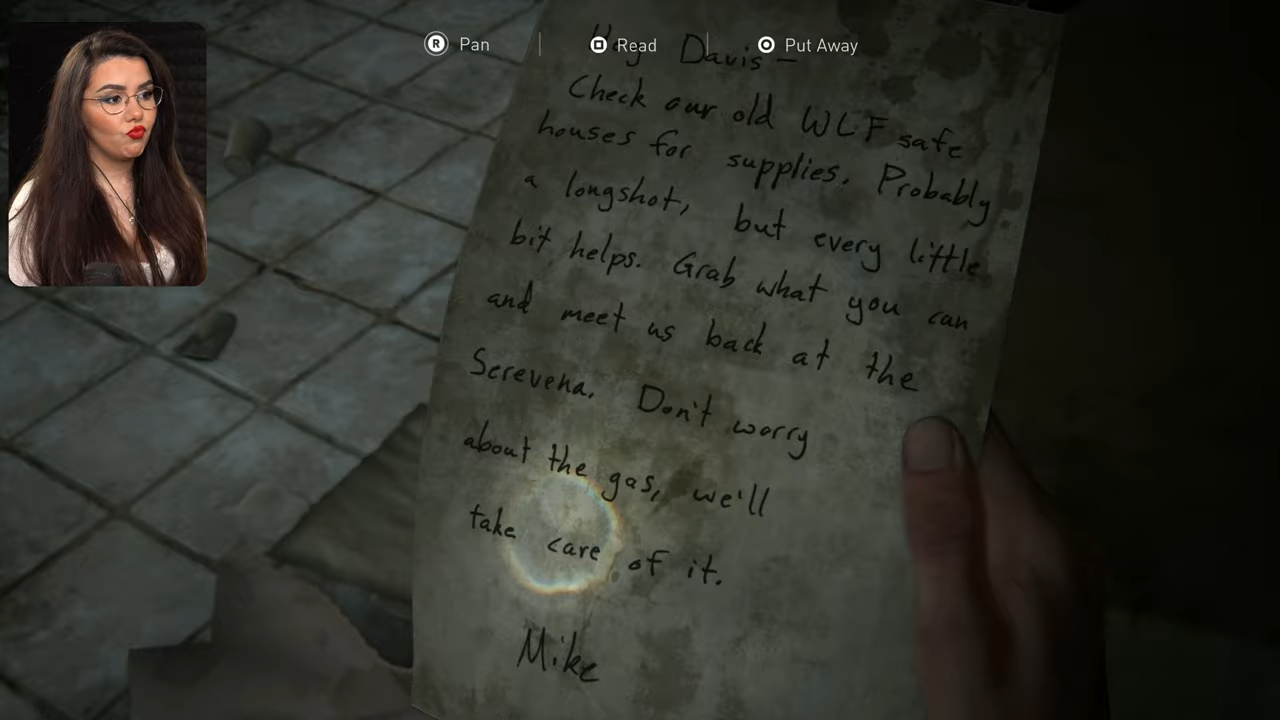 R Pan Read Put Away
Davis —
Check our old WLF safe
houses for supplies. Probably
a longshot, but every little
bit helps. Grab what you can
and meet us back at the
Serevena. Don't worry
about the gas, we'll
take care of it.
Mike